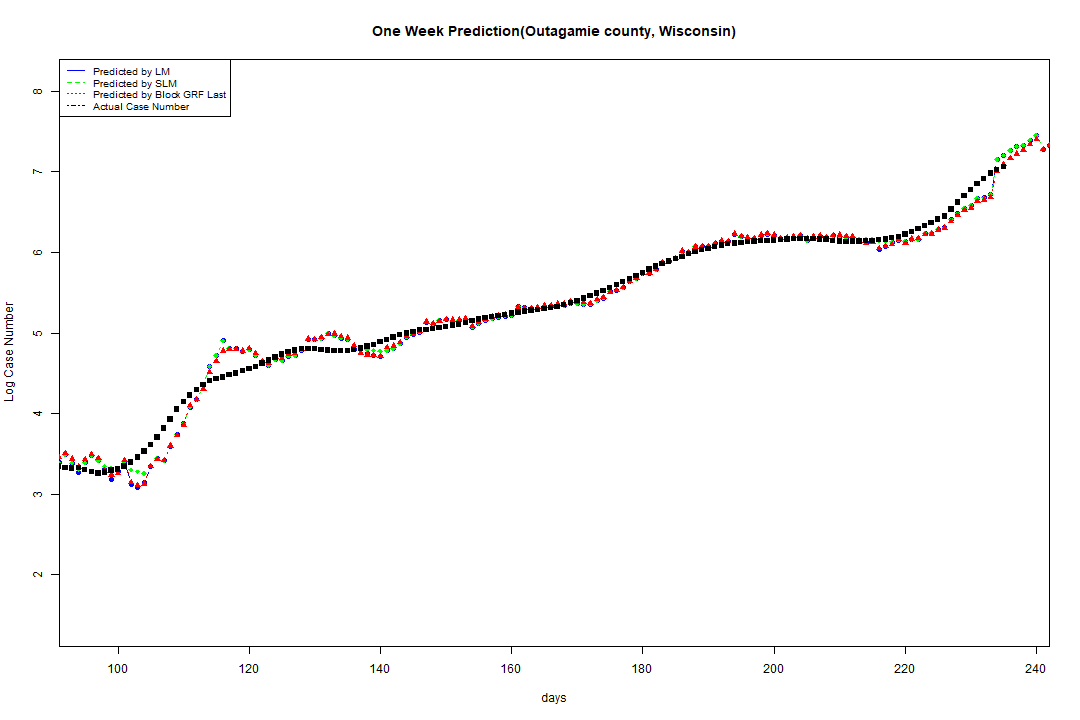 One Week Prediction(Outagamie county, Wisconsin)
Predicted by LM
Predicted by SLM
Predicted by Block GRF Last
Actual Case Number
8
7
6
5
4
3
2
Log Case Number
100 120 140 160 180 200 220 240
days